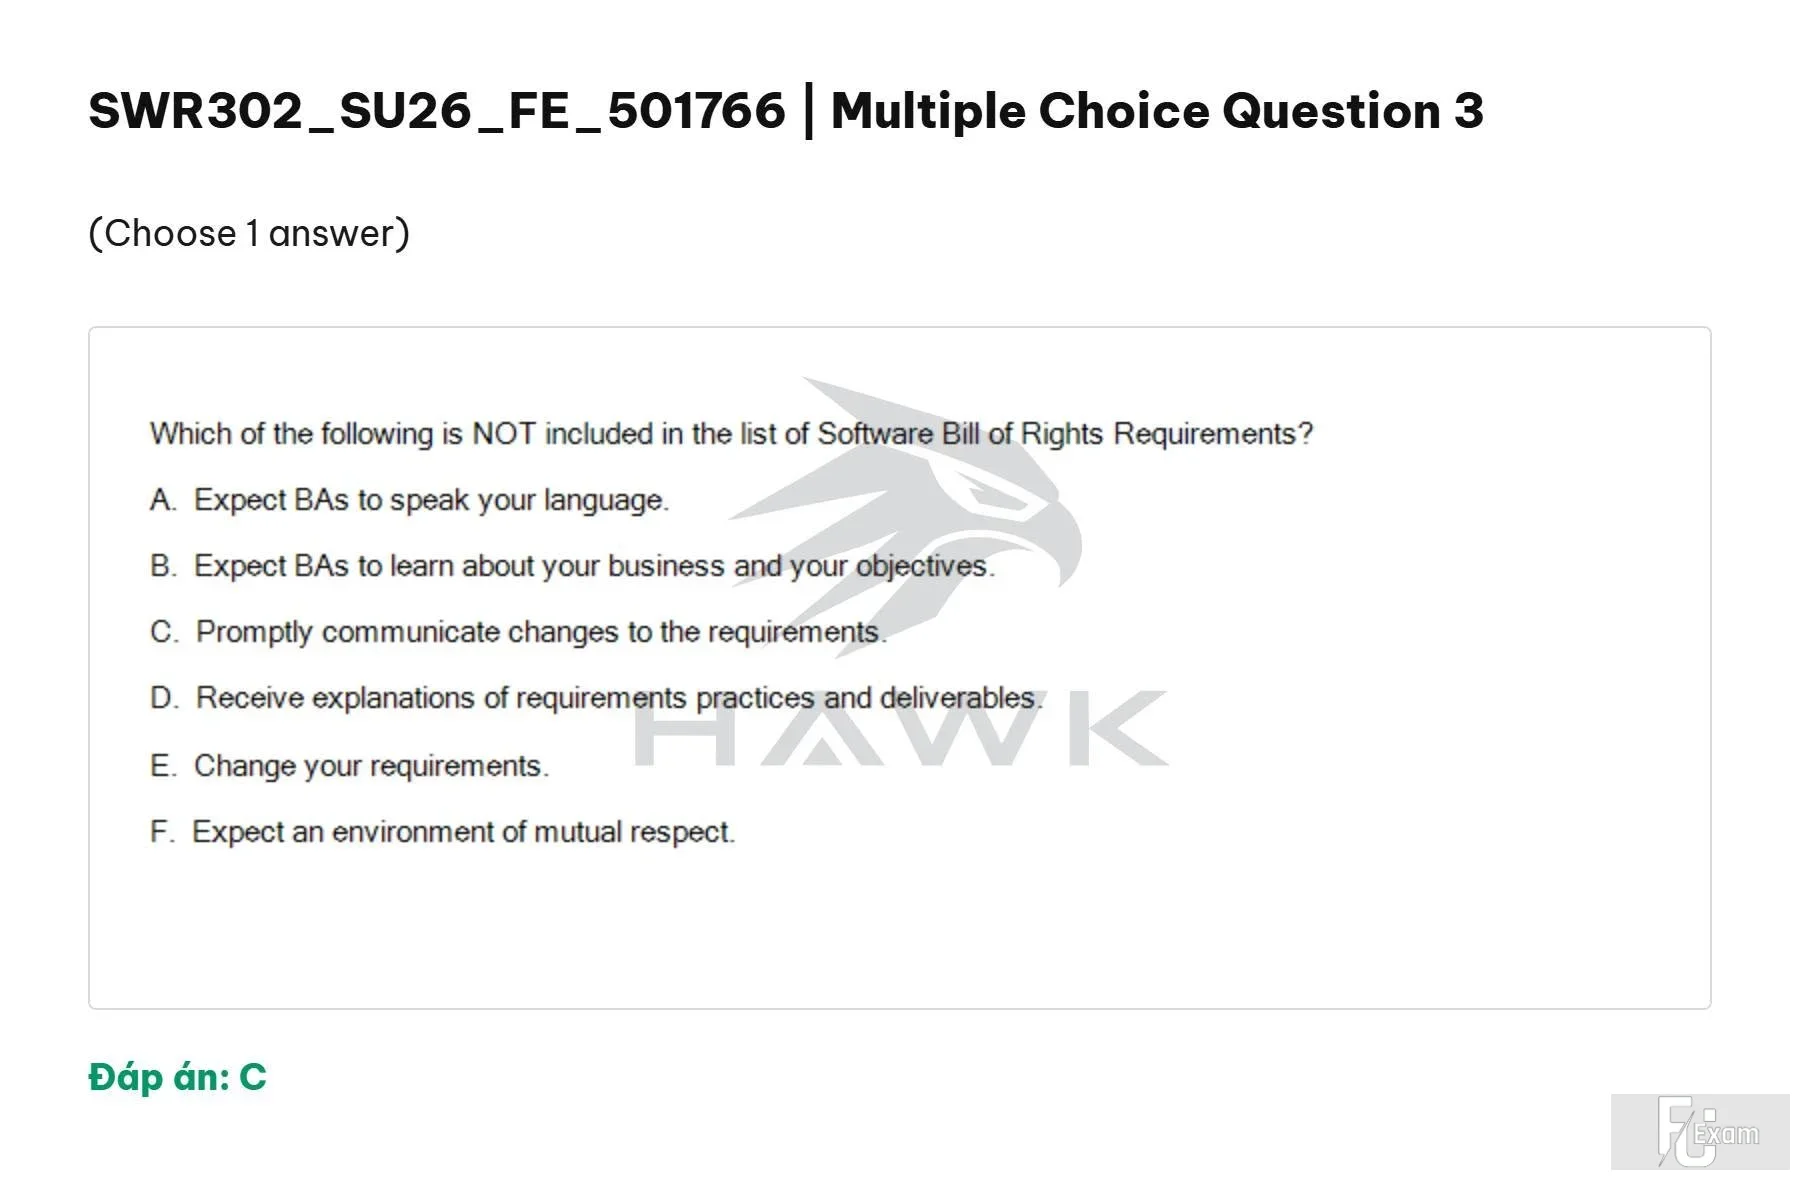 SWR302_SU26_FE_501766 | Multiple Choice Question 3
(Choose 1 answer)
Which of the following is NOT included in the list of Software Bill of Rights Requirements?
A. Expect BAs to speak your language.
B. Expect BAs to learn about your business and your objectives.
C. Promptly communicate changes to the requirements.
D. Receive explanations of requirements practices and deliverables.
HAWK
E. Change your requirements.
F. Expect an environment of mutual respect.
Đáp án: C
FU Exam